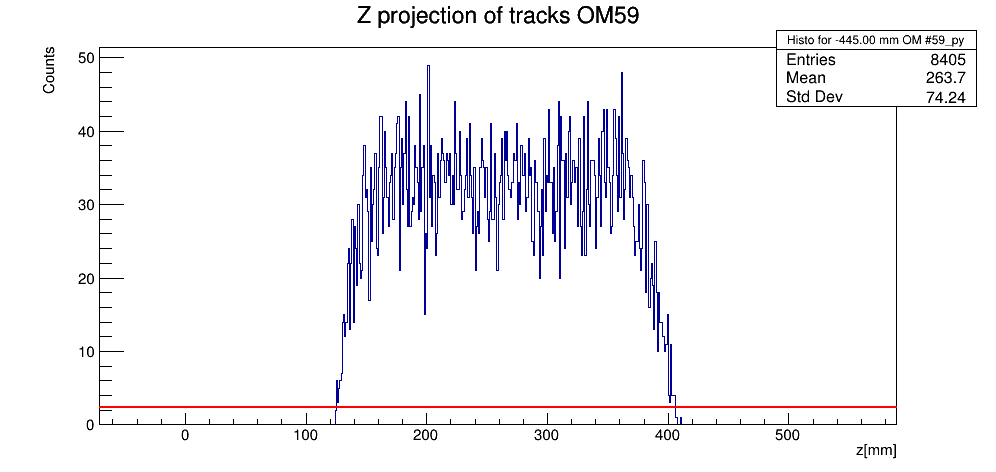 Z projection of tracks OM59
Histo for -445.00 mm OM #59_py
Entries 8405
Mean 263.7
Std Dev 74.24
Counts
50
40
30
20
10
0
0 100 200 300 400 500
z[mm]